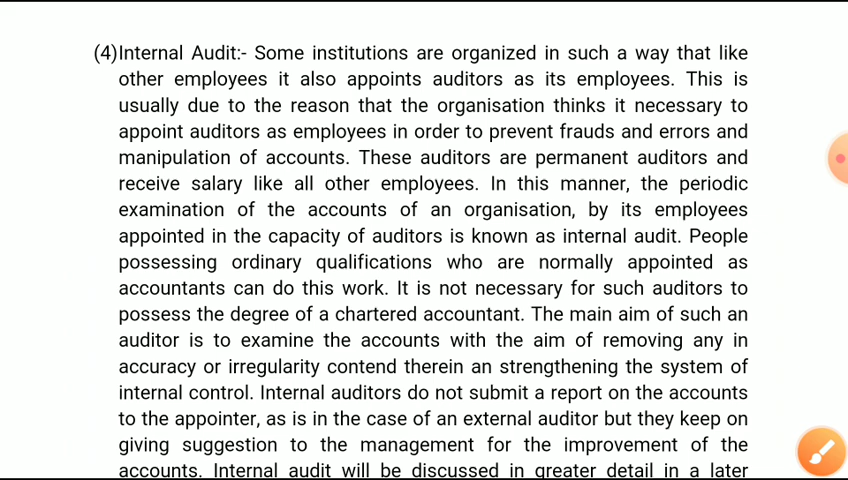 (4)Internal Audit:- Some institutions are organized in such a way that like
other employees it also appoints auditors as its employees. This is
usually due to the reason that the organisation thinks it necessary to
appoint auditors as employees in order to prevent frauds and errors and
manipulation of accounts. These auditors are permanent auditors and
receive salary like all other employees. In this manner, the periodic
examination of the accounts of an organisation, by its employees
appointed in the capacity of auditors is known as internal audit. People
possessing ordinary qualifications who are normally appointed as
accountants can do this work. It is not necessary for such auditors to
possess the degree of a chartered accountant. The main aim of such an
auditor is to examine the accounts with the aim of removing any in
accuracy or irregularity contend therein an strengthening the system of
internal control. Internal auditors do not submit a report on the accounts
to the appointer, as is in the case of an external auditor but they keep on
giving suggestion to the management for the improvement of the
accounts. Internal audit will be discussed in greater detail in a later